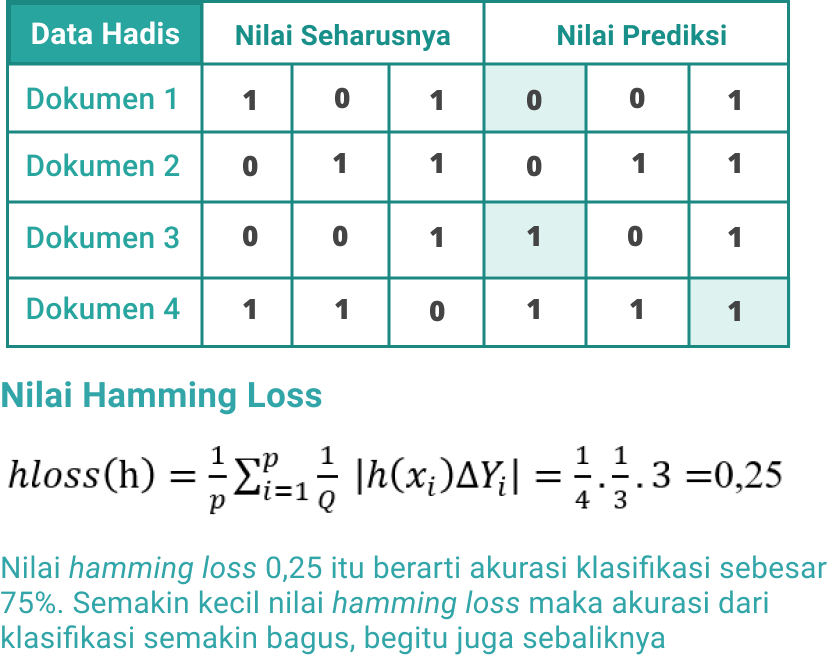 Data Hadis Nilai Seharusnya Nilai Prediksi
Dokumen 1 1 0 1 0 0 1
Dokumen 2 0 1 1 0 1 1
Dokumen 3 0 0 1 1 0 1
Dokumen 4 1 1 0 1 1 1
Nilai Hamming Loss
hloss(h) = \frac{1}{p} ∑_{i=1}^{p} \frac{1}{Q} |h(x_i)ΔY_i| = \frac{1}{4} . \frac{1}{3} . 3 =0,25
Nilai hamming loss 0,25 itu berarti akurasi klasifikasi sebesar
75%. Semakin kecil nilai hamming loss maka akurasi dari
klasifikasi semakin bagus, begitu juga sebaliknya